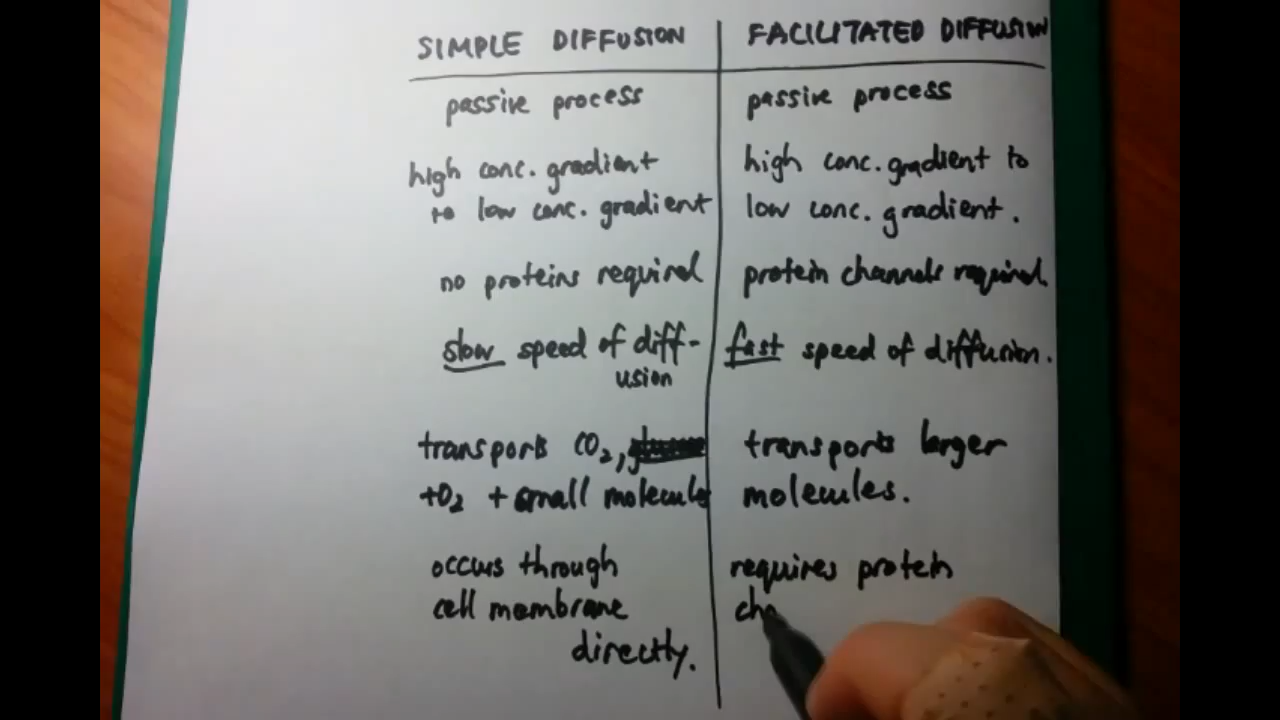 SIMPLE DIFFUSION
passive process
high conc. gradient
to low conc. gradient
no proteins required
slow speed of diff-
usion
transports CO₂,
+O₂ + small molecules
occurs through
cell membrane
directly.
FACILITATED DIFFUSION
passive process
high conc. gradient to
low conc. gradient.
protein channels required.
fast speed of diffusion.
transports larger
molecules.
requires protein
cha